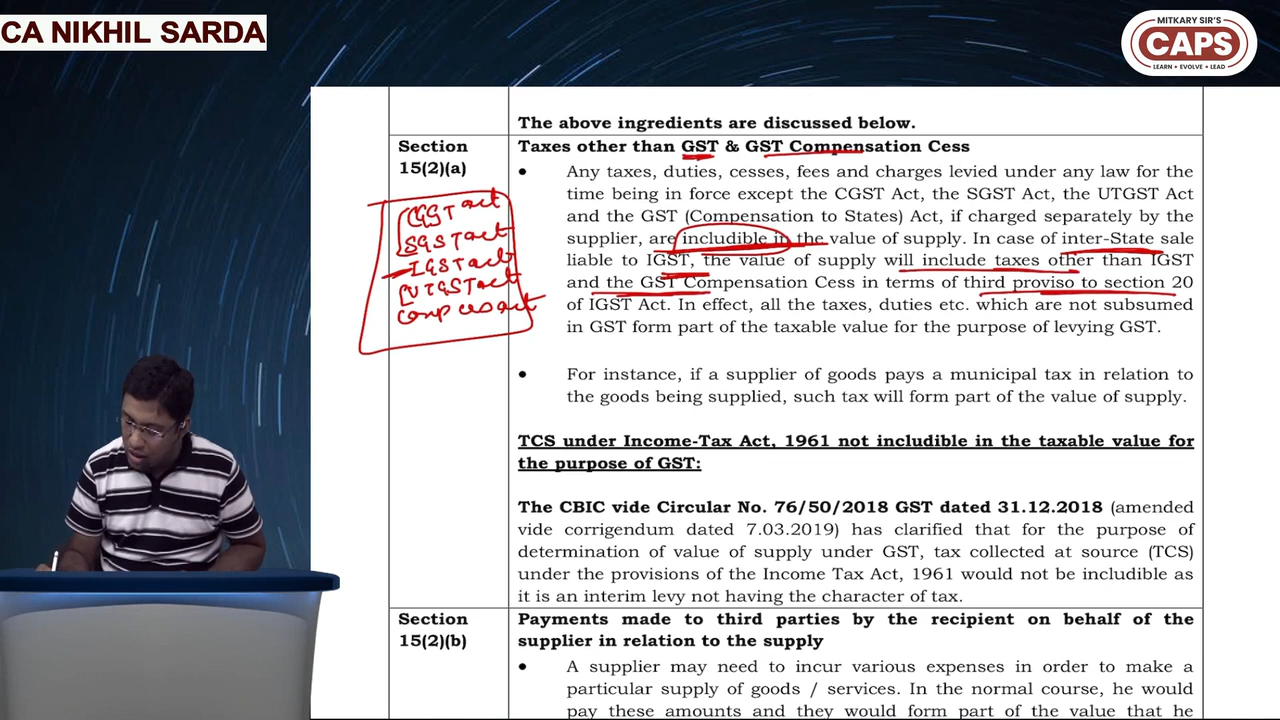 CA NIKHIL SARDA
MITKARY SIR'S
CAPS
LEARN • EVOLVE • LEAD
The above ingredients are discussed below.
Section
15(2)(a)
Taxes other than GST & GST Compensation Cess
• Any taxes, duties, cesses, fees and charges levied under any law for the
time being in force except the CGST Act, the SGST Act, the UTGST Act
and the GST (Compensation to States) Act, if charged separately by the
supplier, are includible in the value of supply. In case of inter-State sale
liable to IGST, the value of supply will include taxes other than IGST
and the GST Compensation Cess in terms of third proviso to section 20
of IGST Act. In effect, all the taxes, duties etc. which are not subsumed
in GST form part of the taxable value for the purpose of levying GST.
CGST act
SGST act
IGST act
UTGST act
comp cess act
• For instance, if a supplier of goods pays a municipal tax in relation to
the goods being supplied, such tax will form part of the value of supply.
TCS under Income-Tax Act, 1961 not includible in the taxable value for
the purpose of GST:
The CBIC vide Circular No. 76/50/2018 GST dated 31.12.2018 (amended
vide corrigendum dated 7.03.2019) has clarified that for the purpose of
determination of value of supply under GST, tax collected at source (TCS)
under the provisions of the Income Tax Act, 1961 would not be includible as
it is an interim levy not having the character of tax.
Section
15(2)(b)
Payments made to third parties by the recipient on behalf of the
supplier in relation to the supply
• A supplier may need to incur various expenses in order to make a
particular supply of goods / services. In the normal course, he would
pay these amounts and they would form part of the value that he